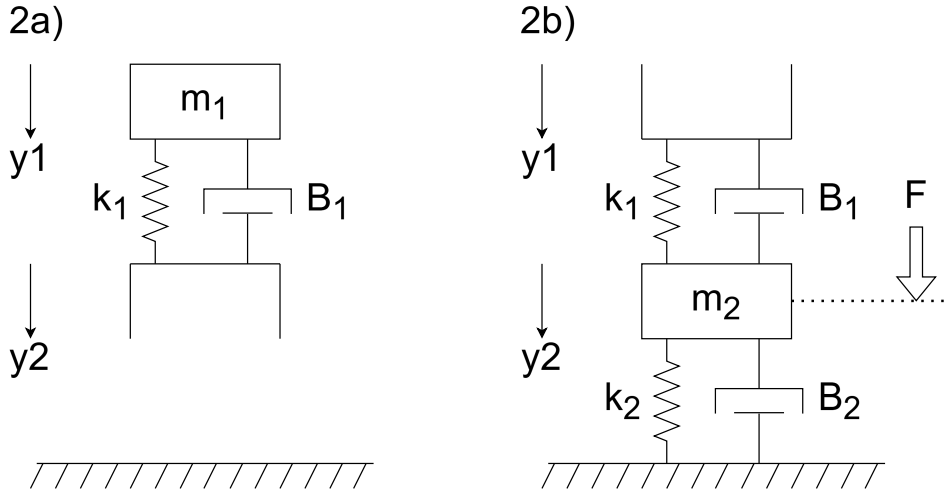 2a)
y1
m₁
k₁
B₁
y2
2b)
y1
k₁
B₁
F
m₂
y2
k₂
B₂